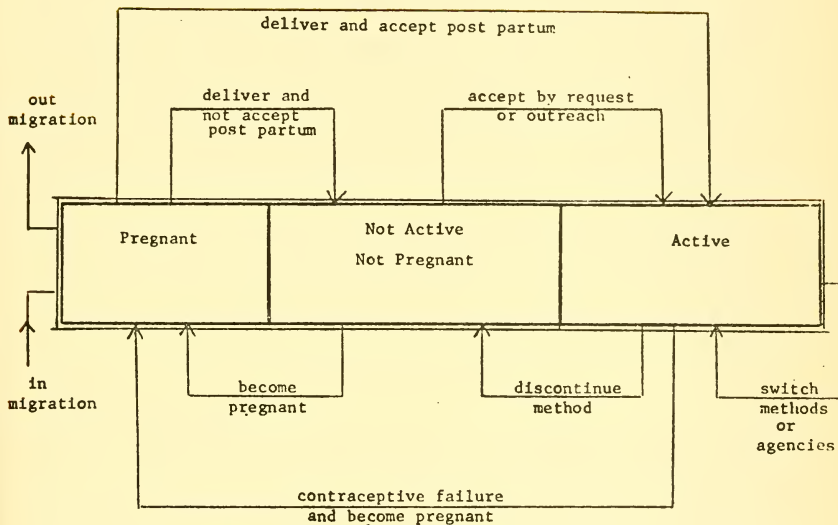 deliver and accept post partum
out
migration
deliver and
not accept
post partum
accept by request
or outreach
Pregnant
Not Active
Not Pregnant
Active
in
migration
become
pregnant
discontinue
method
switch
methods
or
agencies
contraceptive failure
and become pregnant